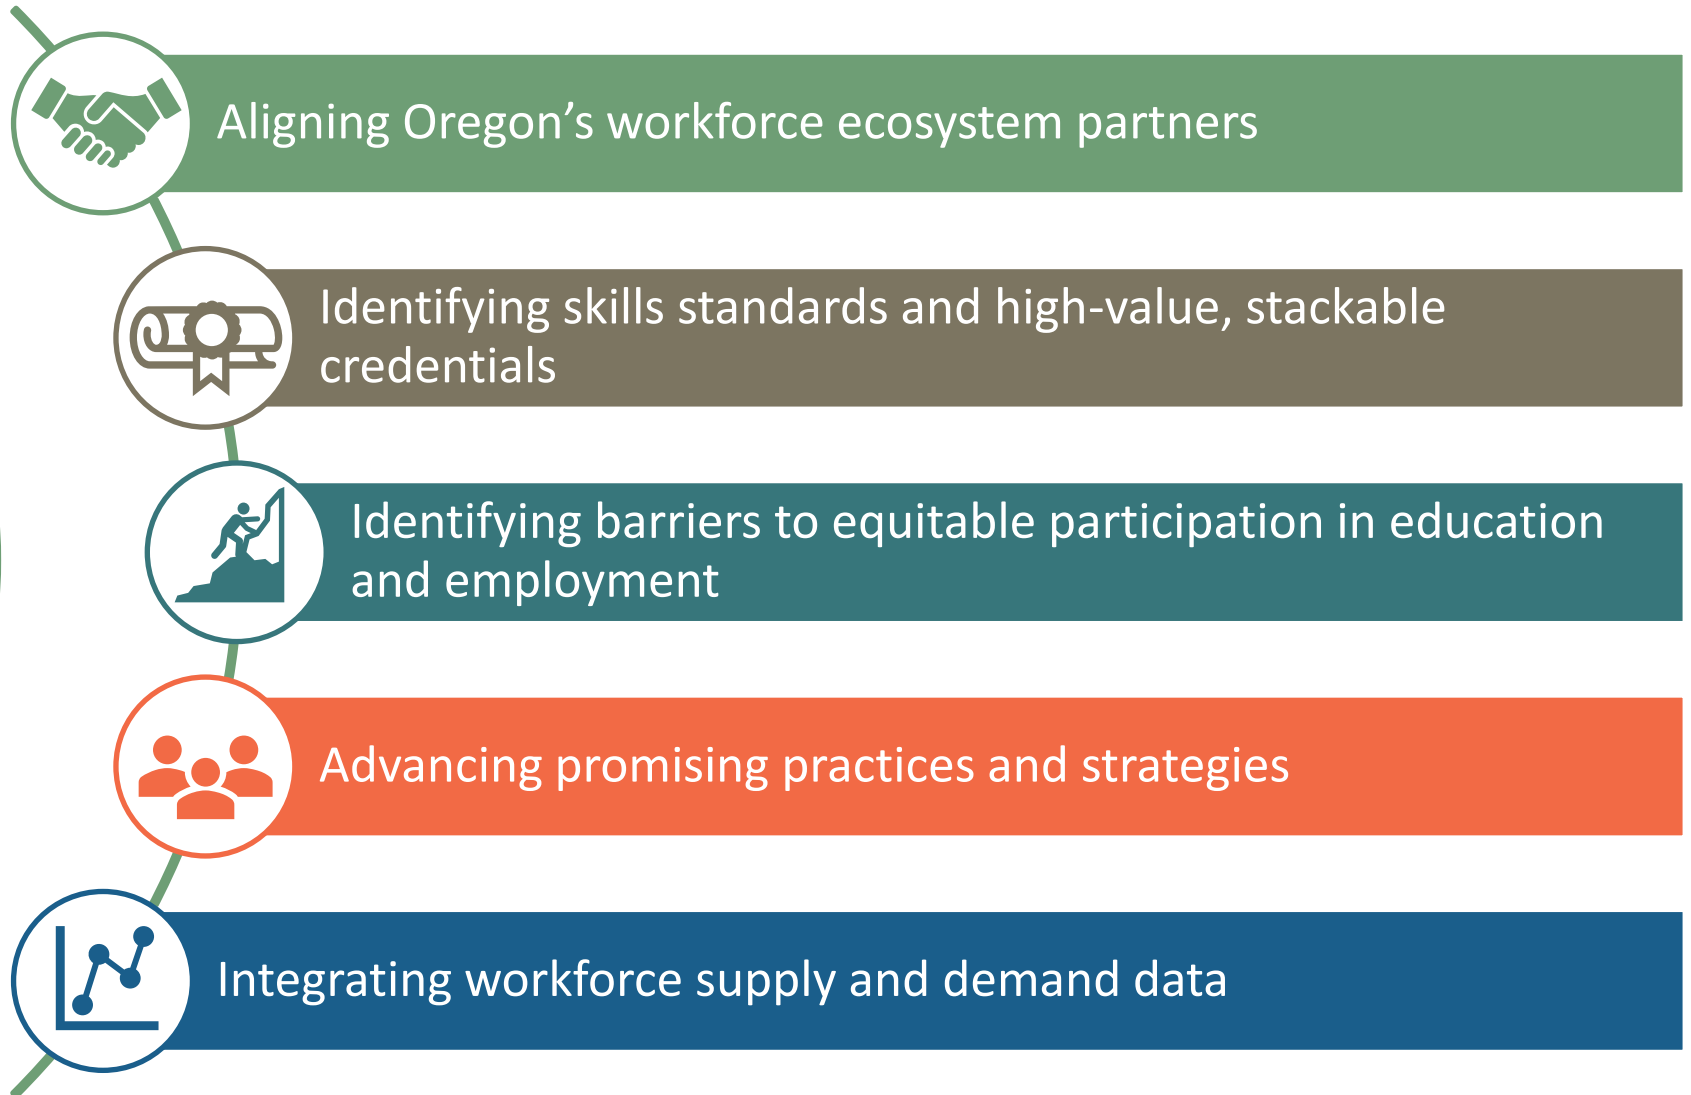 Aligning Oregon’s workforce ecosystem partners
Identifying skills standards and high-value, stackable
credentials
Identifying barriers to equitable participation in education
and employment
Advancing promising practices and strategies
Integrating workforce supply and demand data